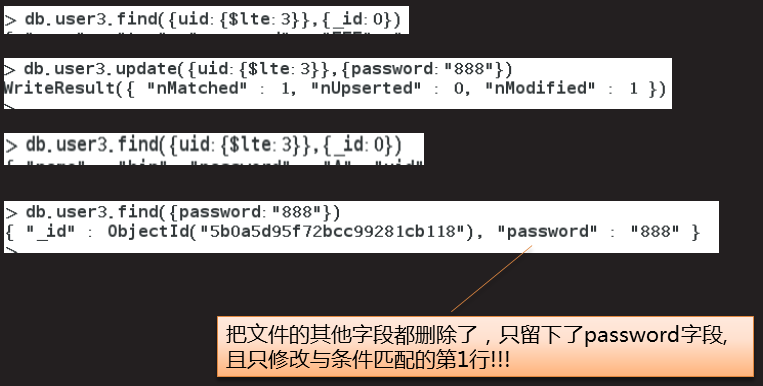 > db.user3.find({uid:{$lte:3}},{_id:0})
> db.user3.update({uid:{$lte:3}},{password:"888"})
WriteResult({ "nMatched" : 1, "nUpserted" : 0, "nModified" : 1 })
>
> db.user3.find({uid:{$lte:3}},{_id:0})
> db.user3.find({password:"888"})
{ "_id" : ObjectId("5b0a5d95f72bcc99281cb118"), "password" : "888" }
>
把文件的其他字段都删除了，只留下了password字段,
且只修改与条件匹配的第1行!!!